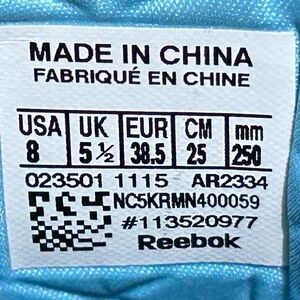 MADE IN CHINA
FABRIQUÉ EN CHINE
USA UK EUR CM mm
8 5 ½ 38.5 25 250
023501 1115 AR2334
NC5KRMN400059
#113520977
Reebok